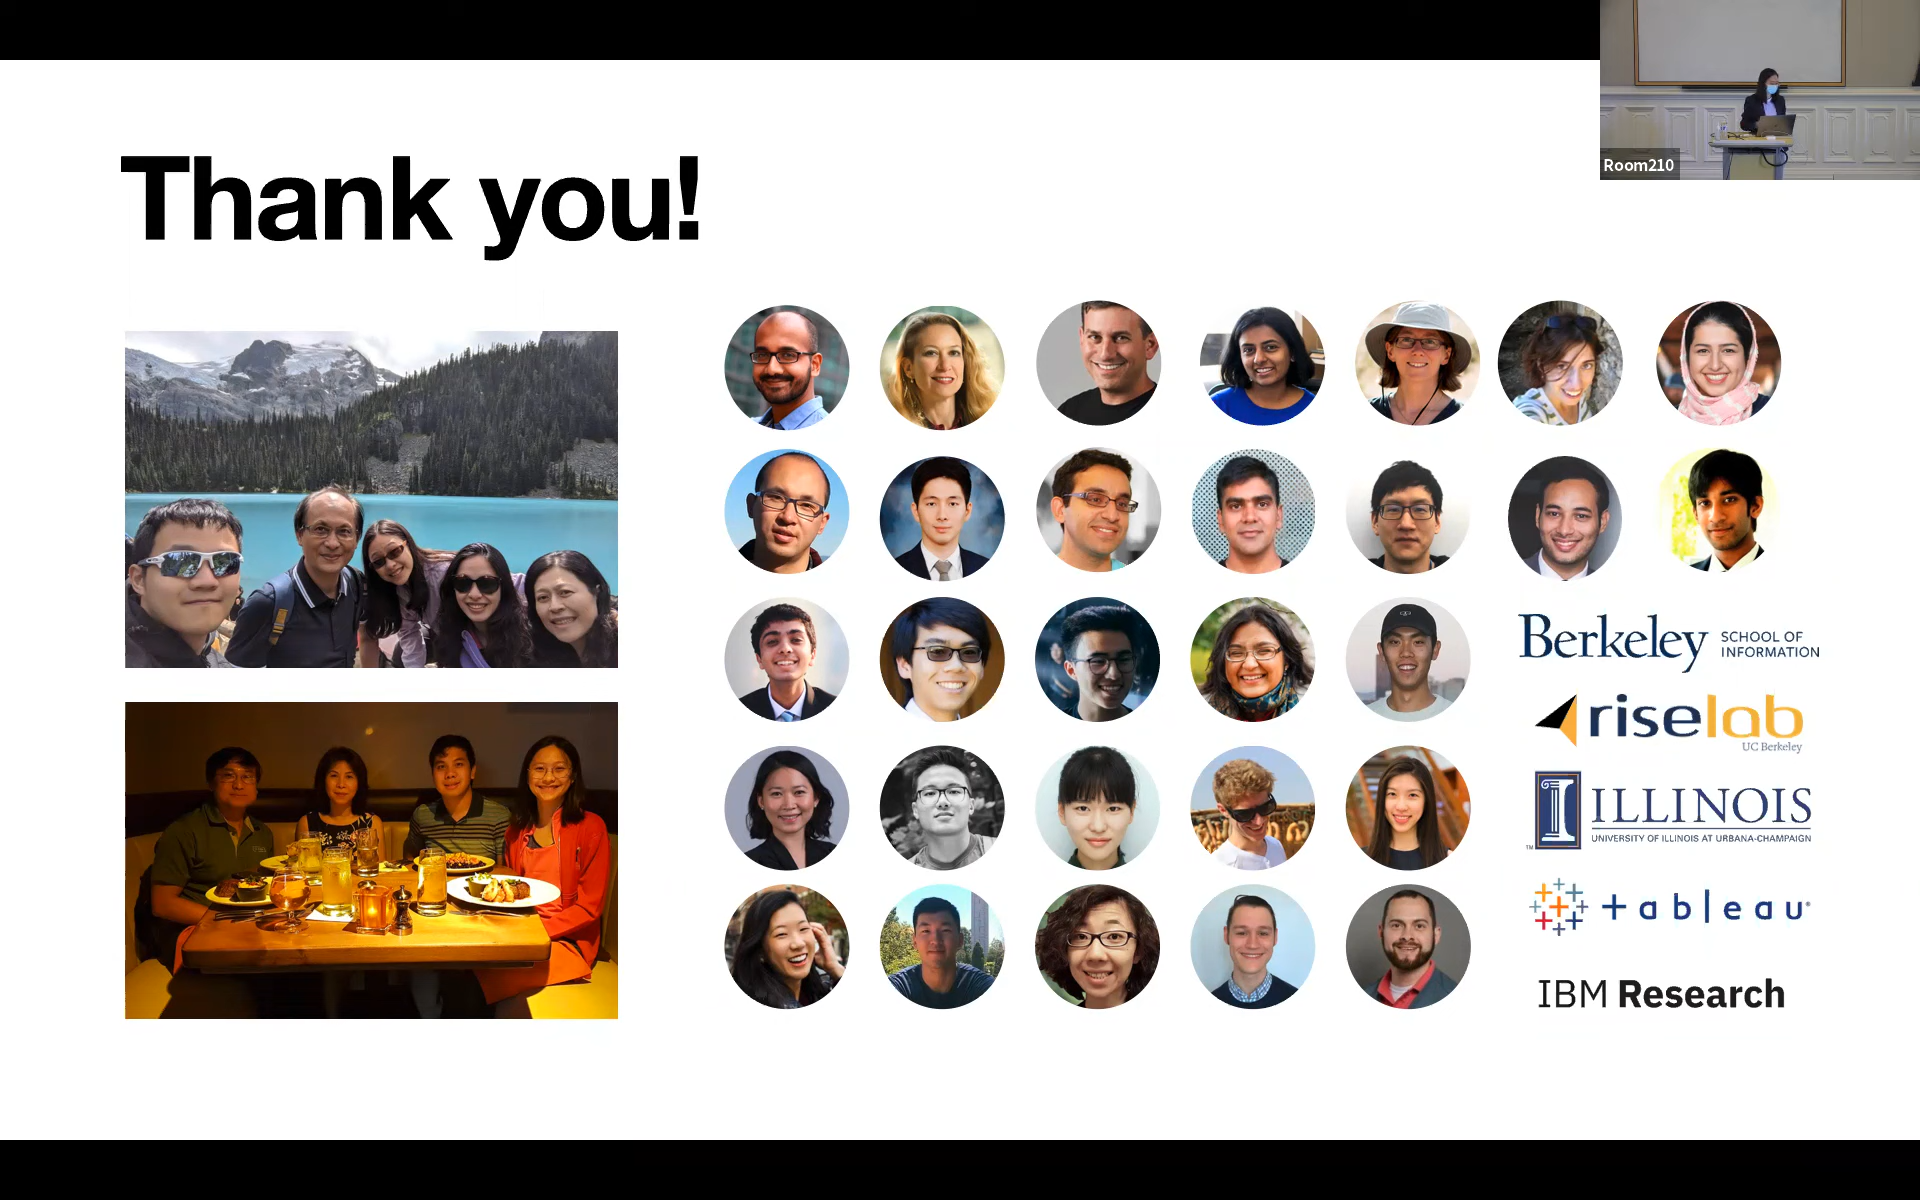 Room210
Thank you!
Berkeley SCHOOL OF
INFORMATION
riselab
UC Berkeley
I ILLINOIS
UNIVERSITY OF ILLINOIS AT URBANA-CHAMPAIGN
TM
+ a b l e a u
IBM Research